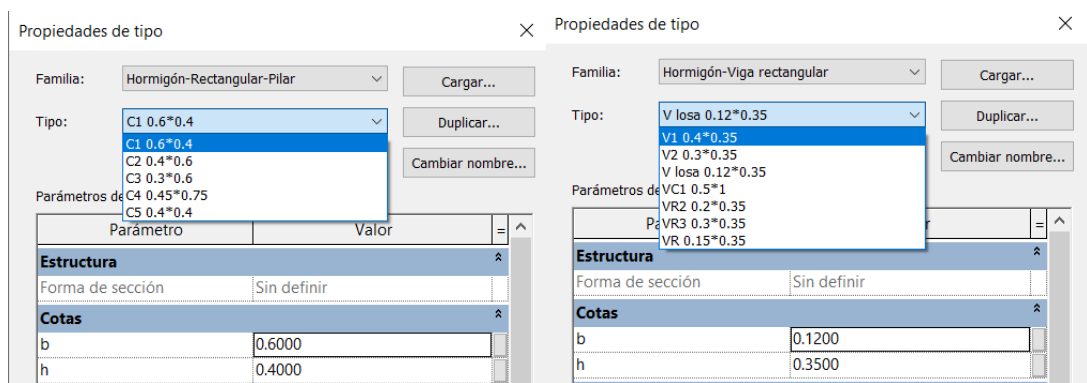 Propiedades de tipo
Familia: Hormigón-Rectangular-Pilar Cargar...
Tipo: C1 0.6*0.4 Duplicar...
C1 0.6*0.4
C2 0.4*0.6
C3 0.3*0.6
C4 0.45*0.75
C5 0.4*0.4
Cambiar nombre...
Parámetros de
Parámetro Valor =
Estructura
Forma de sección Sin definir
Cotas
b 0.6000
h 0.4000
Propiedades de tipo
Familia: Hormigón-Viga rectangular Cargar...
Tipo: V losa 0.12*0.35 Duplicar...
V1 0.4*0.35
V2 0.3*0.35
V losa 0.12*0.35
VC1 0.5*1
VR2 0.2*0.35
VR3 0.3*0.35
VR 0.15*0.35
Cambiar nombre...
Parámetros de
=
Estructura
Forma de sección Sin definir
Cotas
b 0.1200
h 0.3500